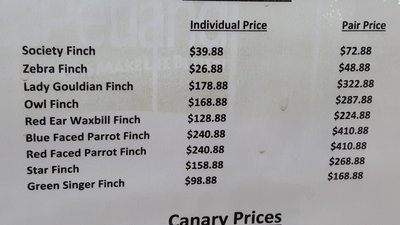 Individual Price Pair Price
Society Finch $39.88 $72.88
Zebra Finch $26.88 $48.88
Lady Gouldian Finch $178.88 $322.88
Owl Finch $168.88 $287.88
Red Ear Waxbill Finch $128.88 $224.88
Blue Faced Parrot Finch $240.88 $410.88
Red Faced Parrot Finch $240.88 $410.88
Star Finch $158.88 $268.88
Green Singer Finch $98.88 $168.88
Canary Prices